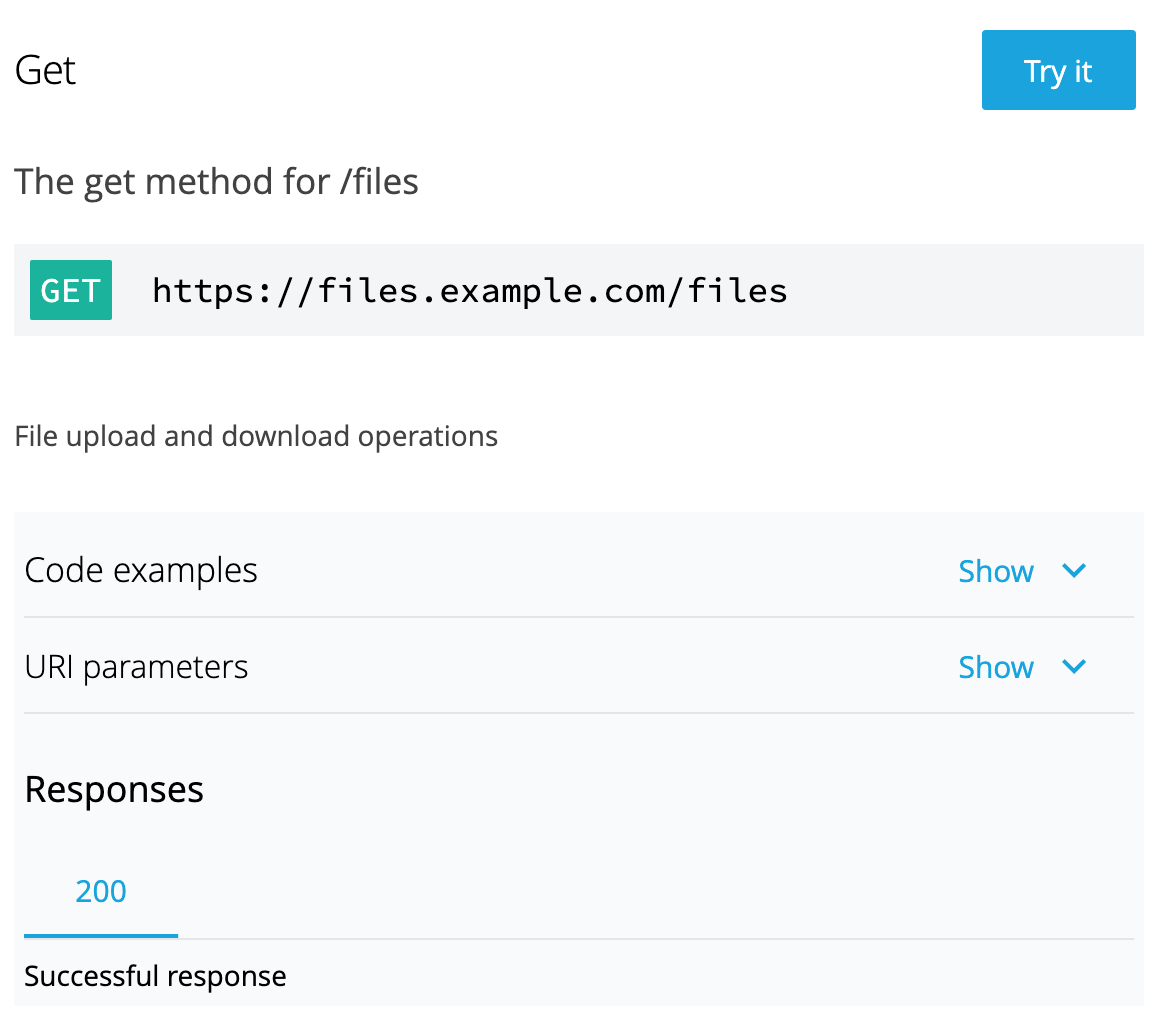 Get
Try it
The get method for /files
GET https://files.example.com/files
File upload and download operations
Code examples Show
URI parameters Show
Responses
200
Successful response